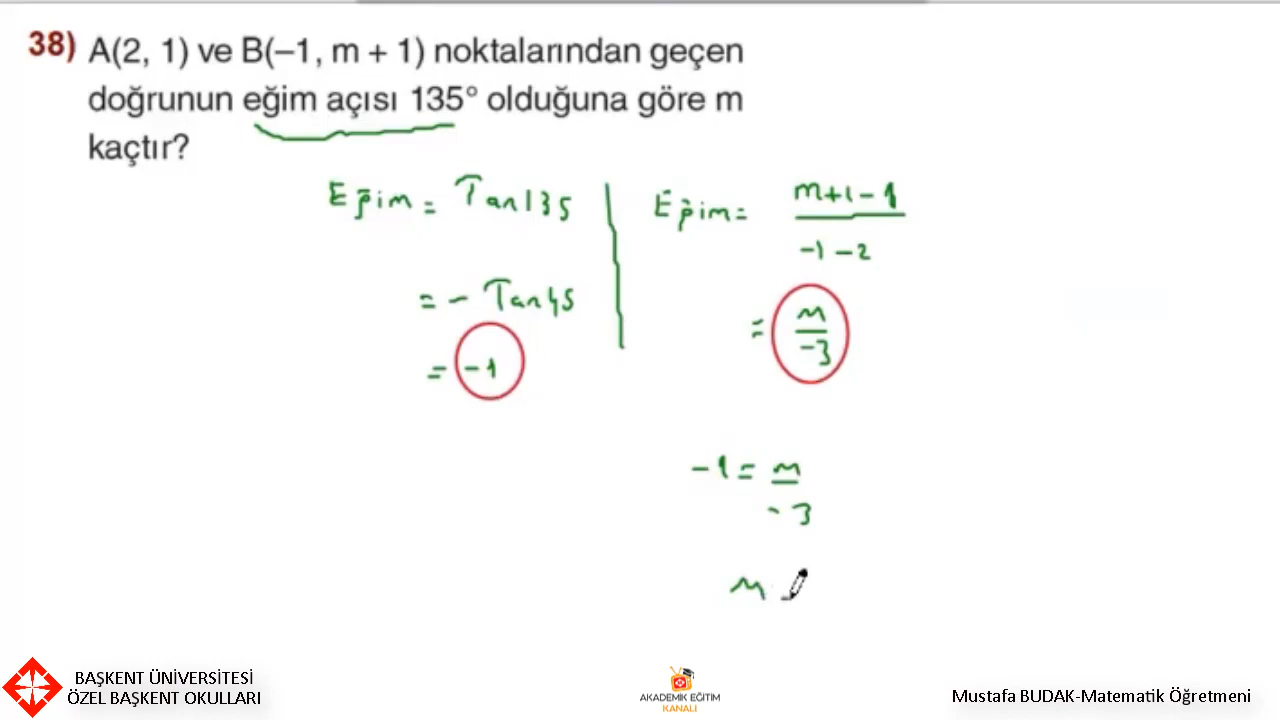 38) A(2, 1) ve B(–1, m + 1) noktalarından geçen
doğrunun eğim açısı 135° olduğuna göre m
kaçtır?
Eğim = Tan135
= - Tan45
= -1
Eğim = m+1-1
-1-2
= m
-3
-1 = m
-3
m
BAŞKENT ÜNİVERSİTESİ
ÖZEL BAŞKENT OKULLARI
AKADEMİK EĞİTİM
KANALI
Mustafa BUDAK-Matematik Öğretmeni